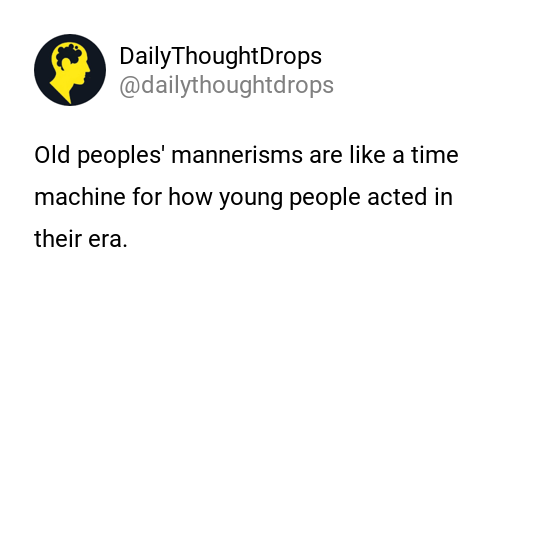 DailyThoughtDrops
@dailythoughtdrops
Old peoples' mannerisms are like a time
machine for how young people acted in
their era.